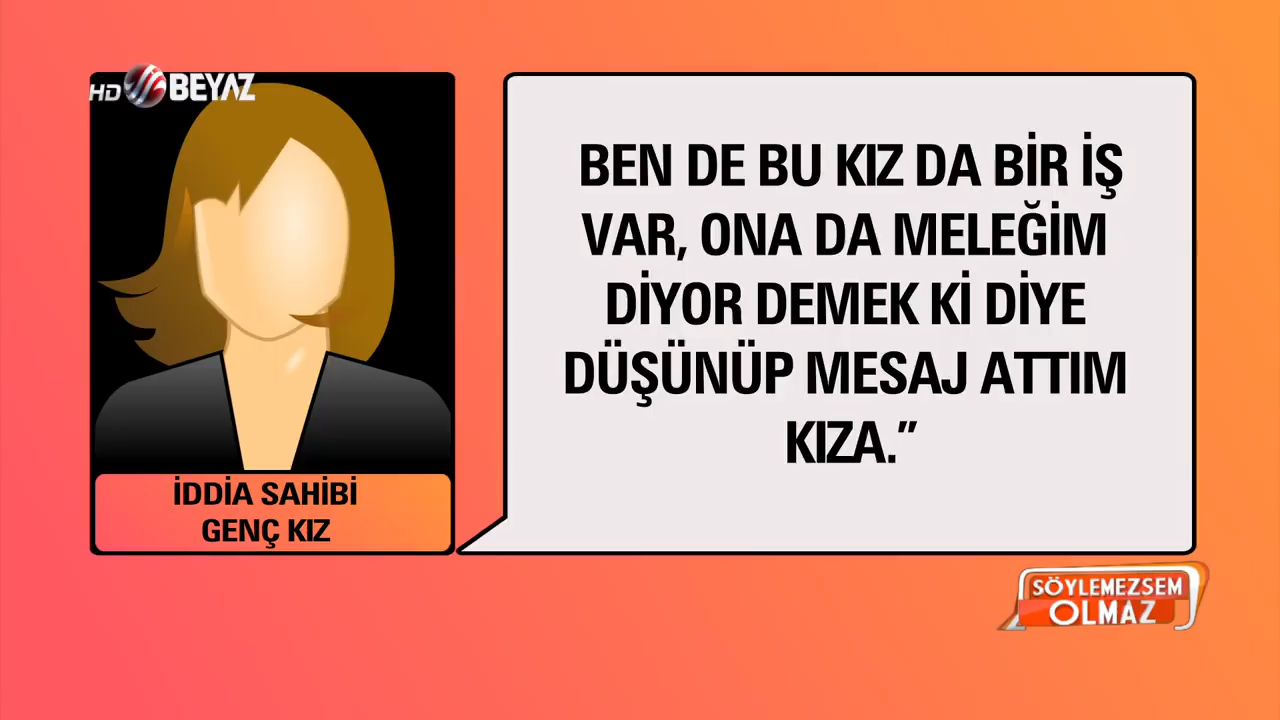 HD BEYAZ
BEN DE BU KIZ DA BİR İŞ
VAR, ONA DA MELEĞİM
DİYOR DEMEK Kİ DİYE
DÜŞÜNÜP MESAJ ATTIM
KIZA.”
İDDİA SAHİBİ
GENÇ KIZ
SÖYLEMEZSEM
OLMAZ